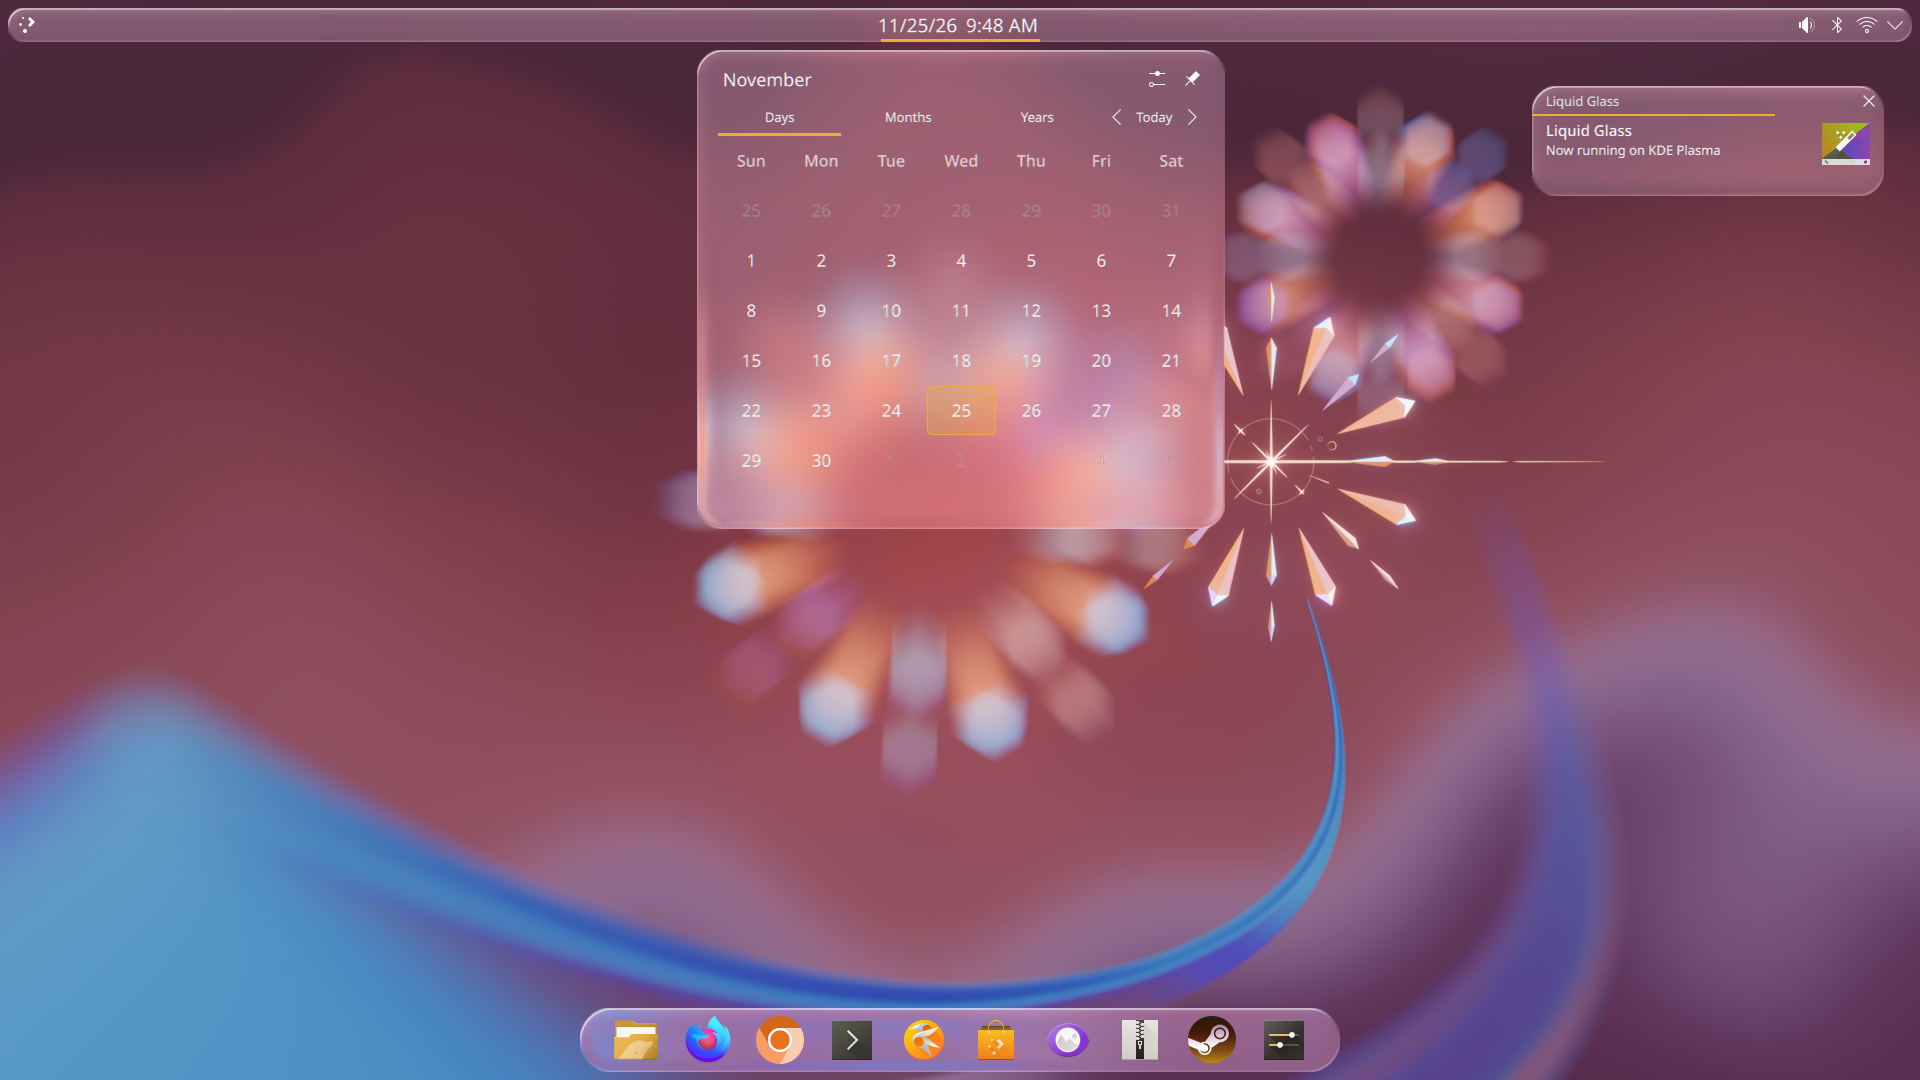 11/25/26 9:48 AM
November
Days Months Years Today
Sun Mon Tue Wed Thu Fri Sat
25 26 27 28 29 30 31
1 2 3 4 5 6 7
8 9 10 11 12 13 14
15 16 17 18 19 20 21
22 23 24 25 26 27 28
29 30 1 2 3 4
Liquid Glass
Liquid Glass
Now running on KDE Plasma